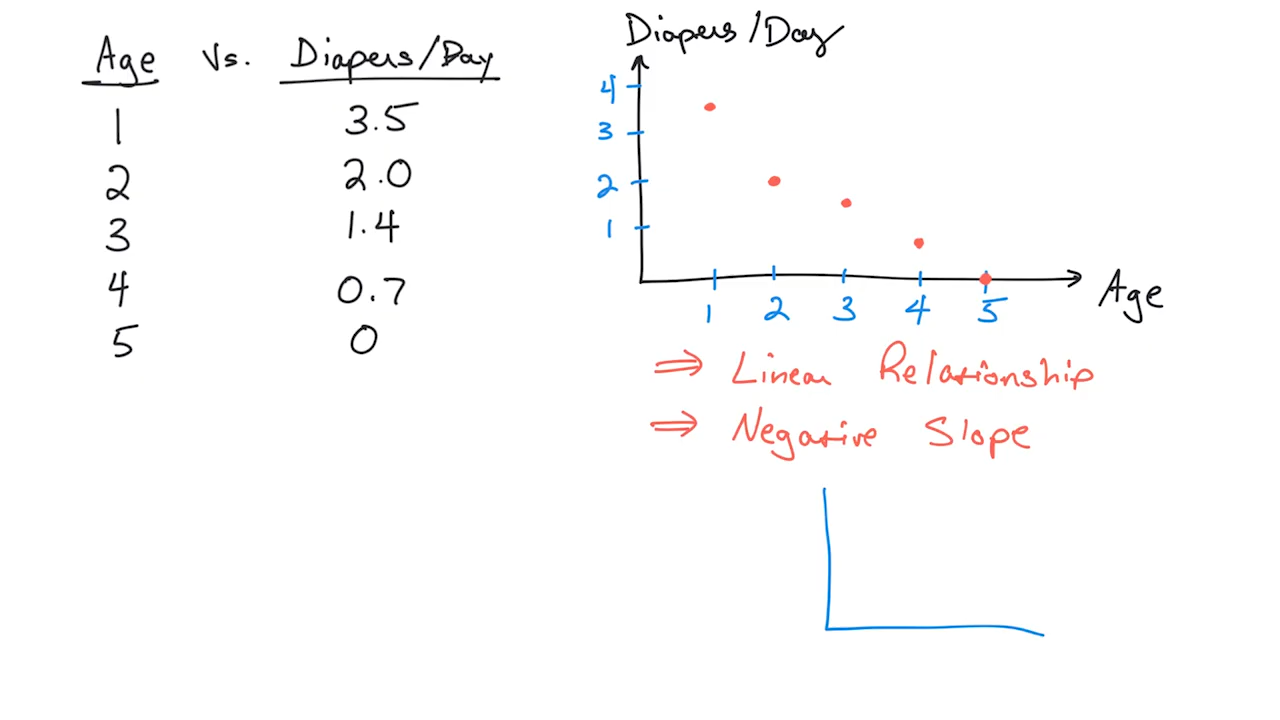 Age Vs. Diapers/Day
1 3.5
2 2.0
3 1.4
4 0.7
5 0
Diapers/Day
4
3
2
1
1 2 3 4 5
Age
⇒ Linear Relationship
⇒ Negative Slope